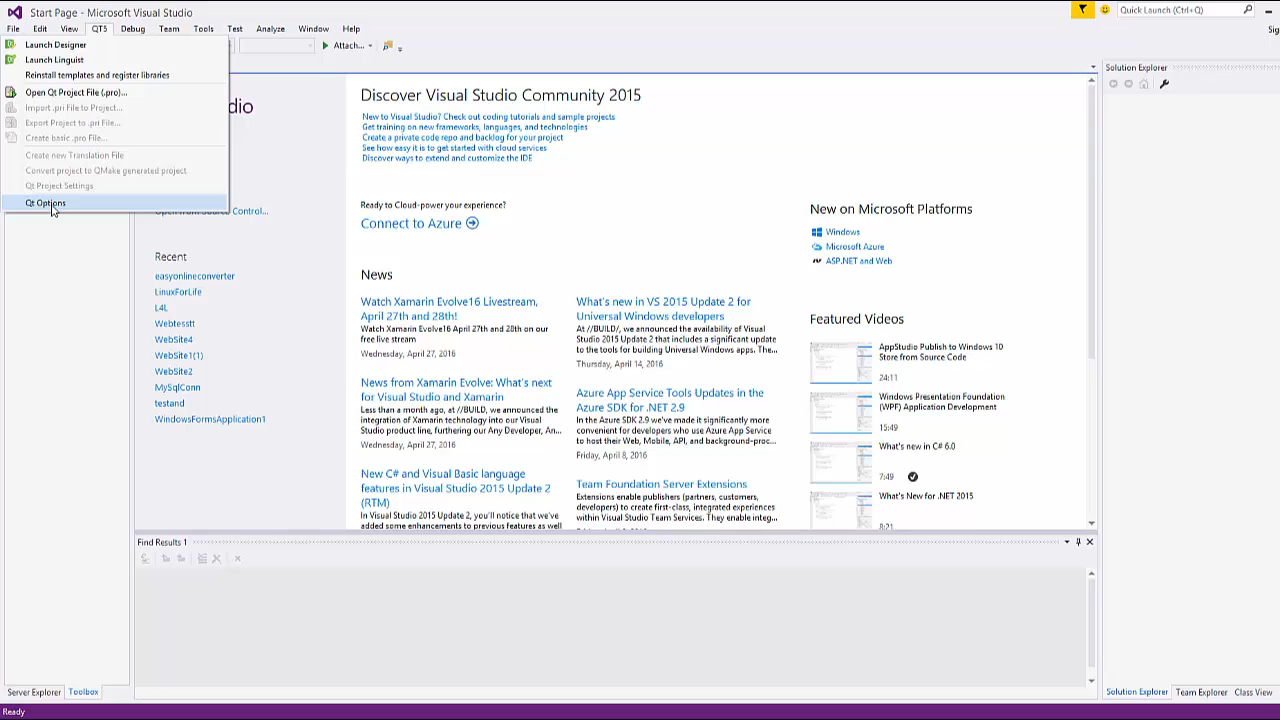 Start Page - Microsoft Visual Studio
Quick Launch (Ctrl+Q)
File Edit View QT5 Debug Team Tools Test Analyze Window Help
Sig
Launch Designer
Launch Linguist
Reinstall templates and register libraries
Open Qt Project File (.pro)...
Import .pri File to Project...
Export Project to .pri File...
Create basic .pro File...
Create new Translation File
Convert project to QMake generated project
Qt Project Settings
Qt Options
Attach...
dio
Source Control...
Recent
easyonlineconverter
LinuxForLife
L4L
Webtesstt
WebSite4
WebSite1(1)
WebSite2
MySqlConn
testand
WindowsFormsApplication1
Discover Visual Studio Community 2015
New to Visual Studio? Check out coding tutorials and sample projects
Get training on new frameworks, languages, and technologies
Create a private code repo and backlog for your project
See how easy it is to get started with cloud services
Discover ways to extend and customize the IDE
Ready to Cloud-power your experience?
Connect to Azure
News
Watch Xamarin Evolve16 Livestream,
April 27th and 28th!
Watch Xamarin Evolve16 April 27th and 28th on our
free live stream
Wednesday, April 27, 2016
News from Xamarin Evolve: What's next
for Visual Studio and Xamarin
Less than a month ago, at //BUILD, we announced the
integration of Xamarin technology into our Visual
Studio product line, furthering our Any Developer, An...
Wednesday, April 27, 2016
New C# and Visual Basic language
features in Visual Studio 2015 Update 2
(RTM)
In Visual Studio 2015 Update 2, you'll notice that we've
added some enhancements to previous features as well
What's new in VS 2015 Update 2 for
Universal Windows developers
At //BUILD/, we announced the availability of Visual
Studio 2015 Update 2 that includes a significant update
to the tools for building Universal Windows apps. The...
Thursday, April 14, 2016
Azure App Service Tools Updates in the
Azure SDK for .NET 2.9
In the Azure SDK 2.9 we've made it significantly more
convenient for developers who use Azure App Service
to host their Web, Mobile, API, and background-proc...
Friday, April 8, 2016
Team Foundation Server Extensions
Extensions enable publishers (partners, customers,
developers) to create first-class, integrated experiences
within Visual Studio Team Services. They enable integ...
New on Microsoft Platforms
Windows
Microsoft Azure
ASP.NET and Web
Featured Videos
AppStudio Publish to Windows 10
Store from Source Code
24:11
Windows Presentation Foundation
(WPF) Application Development
15:49
What's new in C# 6.0
7:49
What's New for .NET 2015
8:21
Solution Explorer
Find Results 1
Server Explorer Toolbox
Solution Explorer Team Explorer Class View
Ready